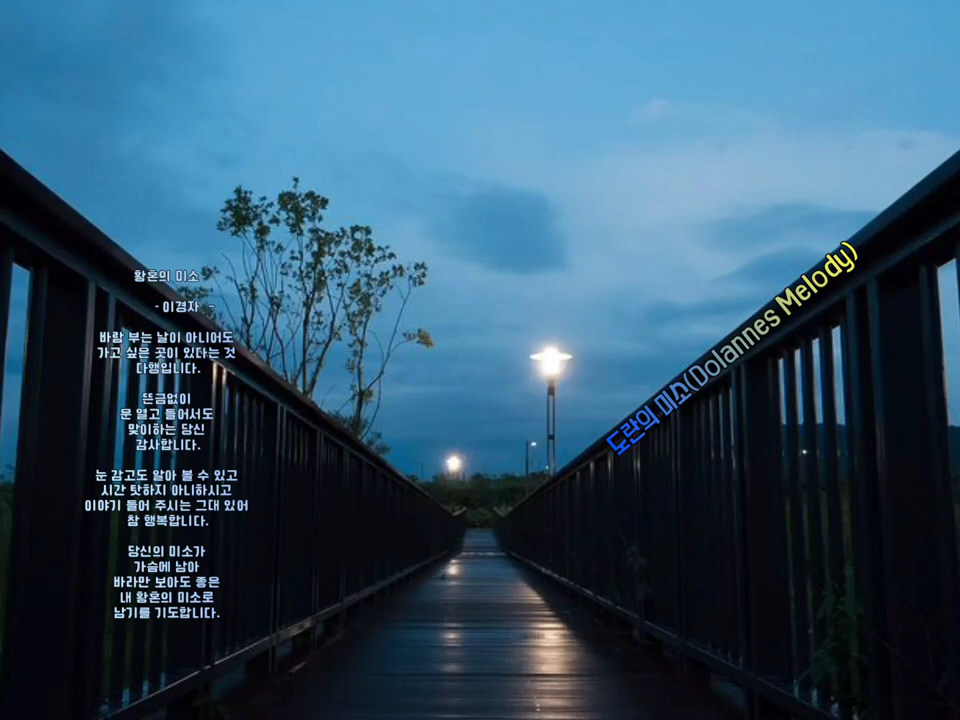 황혼의 미소
- 이경자 -
바람 부는 날이 아니어도
가고 싶은 곳이 있다는 것
다행입니다.
뜬금없이
문 열고 들어서도
맞이하는 당신
감사합니다.
눈 감고도 알아 볼 수 있고
시간 탓하지 아니하시고
이야기 들어 주시는 그대 있어
참 행복합니다.
당신의 미소가
가슴에 남아
바라만 보아도 좋은
내 황혼의 미소로
남기를 기도합니다.
도란의 미소(Dolannes Melody)